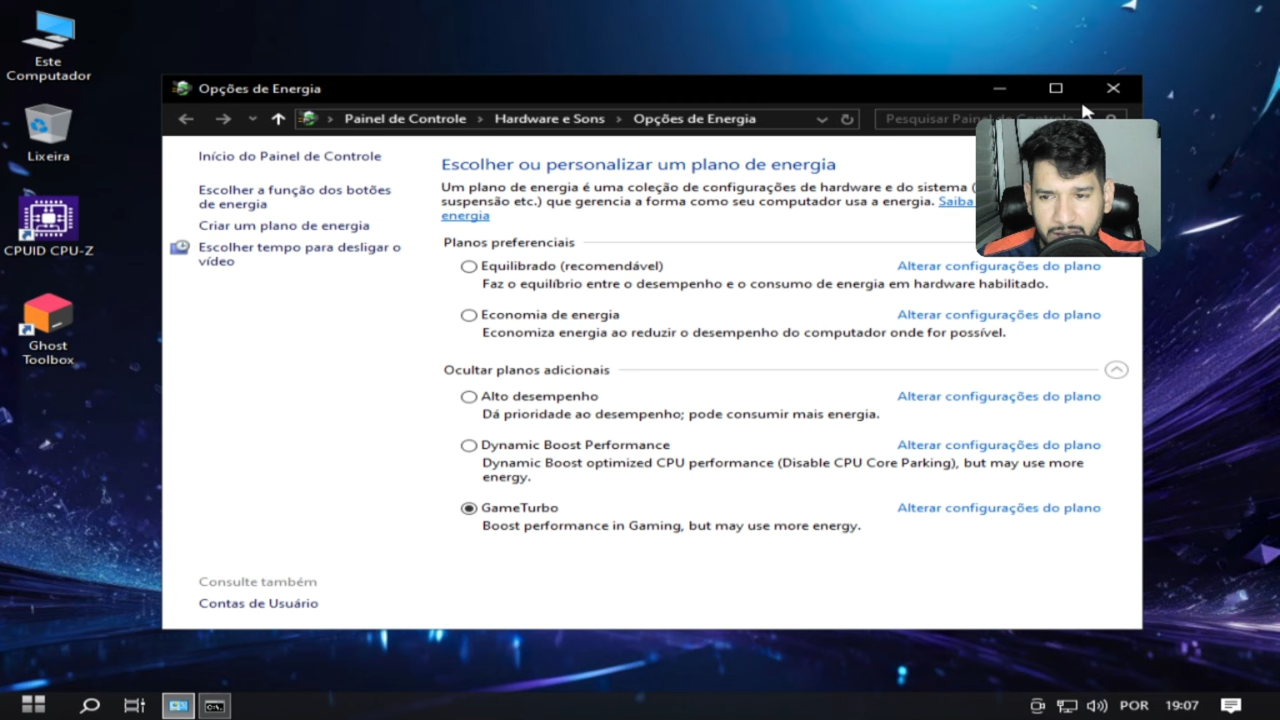 Este
Computador
Lixeira
CPUID CPU-Z
Ghost
Toolbox
Opções de Energia
Painel de Controle > Hardware e Sons > Opções de Energia
Pesquisar Painel de Controle
Início do Painel de Controle
Escolher a função dos botões
de energia
Criar um plano de energia
Escolher tempo para desligar o
vídeo
Consulte também
Contas de Usuário
Escolher ou personalizar um plano de energia
Um plano de energia é uma coleção de configurações de hardware e do sistema (
suspensão etc.) que gerencia a forma como seu computador usa a energia. Saiba
energia
Planos preferenciais
Equilibrado (recomendável)
Alterar configurações do plano
Faz o equilíbrio entre o desempenho e o consumo de energia em hardware habilitado.
Economia de energia
Alterar configurações do plano
Economiza energia ao reduzir o desempenho do computador onde for possível.
Ocultar planos adicionais
Alto desempenho
Alterar configurações do plano
Dá prioridade ao desempenho; pode consumir mais energia.
Dynamic Boost Performance
Alterar configurações do plano
Dynamic Boost optimized CPU performance (Disable CPU Core Parking), but may use more
energy.
GameTurbo
Alterar configurações do plano
Boost performance in Gaming, but may use more energy.
POR
19:07